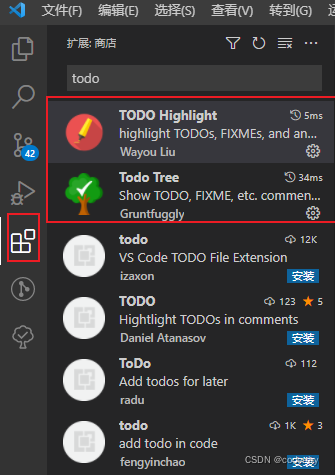 文件(F) 编辑(E) 选择(S) 查看(V) 转到(G)
扩展: 商店
todo
TODO Highlight 5ms
highlight TODOs, FIXMEs, and an...
Wayou Liu
Todo Tree 34ms
Show TODO, FIXME, etc. commen...
Gruntfuggly
42
todo 12K
VS Code TODO File Extension
izaxon 安装
TODO 123 5
Hightlight TODOs in comments
Daniel Atanasov 安装
ToDo 112
Add todos for later
radu 安装
todo 1K 3
add todo in code
fengyinchao 安装